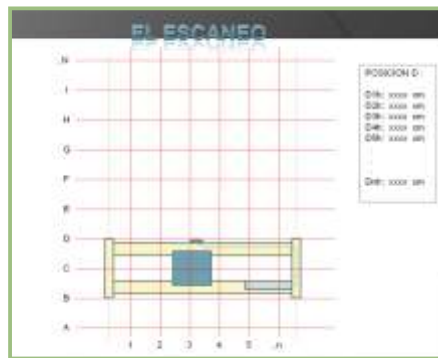 EL ESCANEO
.N
I
H
G
F
E
D
C
B
A
1 2 3 4 5 .n
POSICION D:
D1h: xxxx cm
D2h: xxxx cm
D3h: xxxx cm
D4h: xxxx cm
D5h: xxxx cm
Dnh: xxxx cm